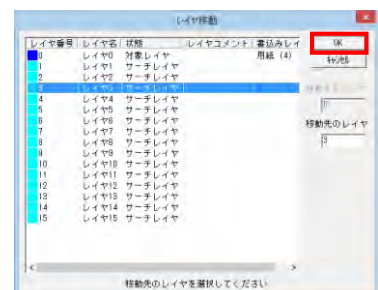 レイヤ移動
レイヤ番号 レイヤ名 状態 レイヤコメント 書込みレイ
0 レイヤ0 対象レイヤ 用紙 (4)
1 レイヤ1 サーチレイヤ
2 レイヤ2 サーチレイヤ
3 レイヤ3 サーチレイヤ
4 レイヤ4 サーチレイヤ
5 レイヤ5 サーチレイヤ
6 レイヤ6 サーチレイヤ
7 レイヤ7 サーチレイヤ
8 レイヤ8 サーチレイヤ
9 レイヤ9 サーチレイヤ
10 レイヤ10 サーチレイヤ
11 レイヤ11 サーチレイヤ
12 レイヤ12 サーチレイヤ
13 レイヤ13 サーチレイヤ
14 レイヤ14 サーチレイヤ
15 レイヤ15 サーチレイヤ
OK
キャンセル
移動先のレイヤ
3
移動先のレイヤを選択してください